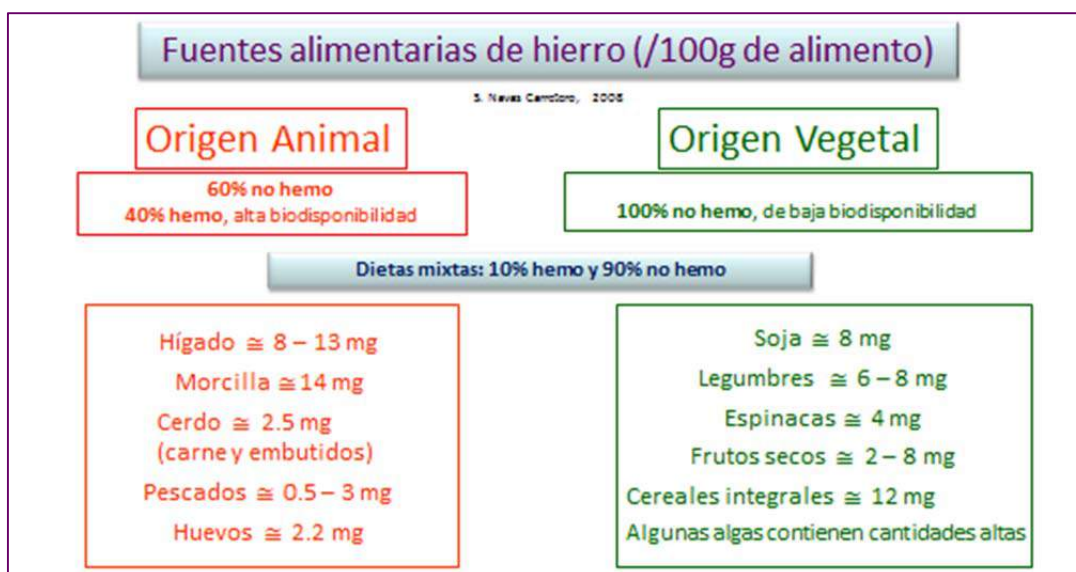 Fuentes alimentarias de hierro (/100g de alimento)
S. Navas Carretero, 2008
Origen Animal
60% no hemo
40% hemo, alta biodisponibilidad
Origen Vegetal
100% no hemo, de baja biodisponibilidad
Dietas mixtas: 10% hemo y 90% no hemo
Hígado ≅ 8 – 13 mg
Morcilla ≅ 14 mg
Cerdo ≅ 2.5 mg
(carne y embutidos)
Pescados ≅ 0.5 – 3 mg
Huevos ≅ 2.2 mg
Soja ≅ 8 mg
Legumbres ≅ 6 – 8 mg
Espinacas ≅ 4 mg
Frutos secos ≅ 2 – 8 mg
Cereales integrales ≅ 12 mg
Algunas algas contienen cantidades altas